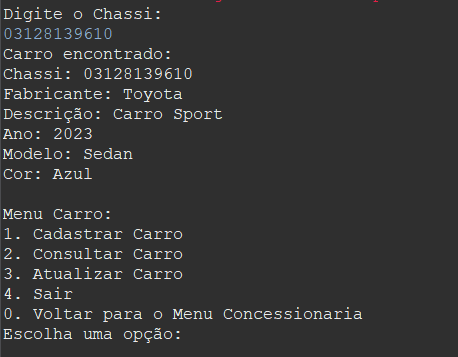 Digite o Chassi:
03128139610
Carro encontrado:
Chassi: 03128139610
Fabricante: Toyota
Descrição: Carro Sport
Ano: 2023
Modelo: Sedan
Cor: Azul
Menu Carro:
1. Cadastrar Carro
2. Consultar Carro
3. Atualizar Carro
4. Sair
0. Voltar para o Menu Concessionaria
Escolha uma opção: